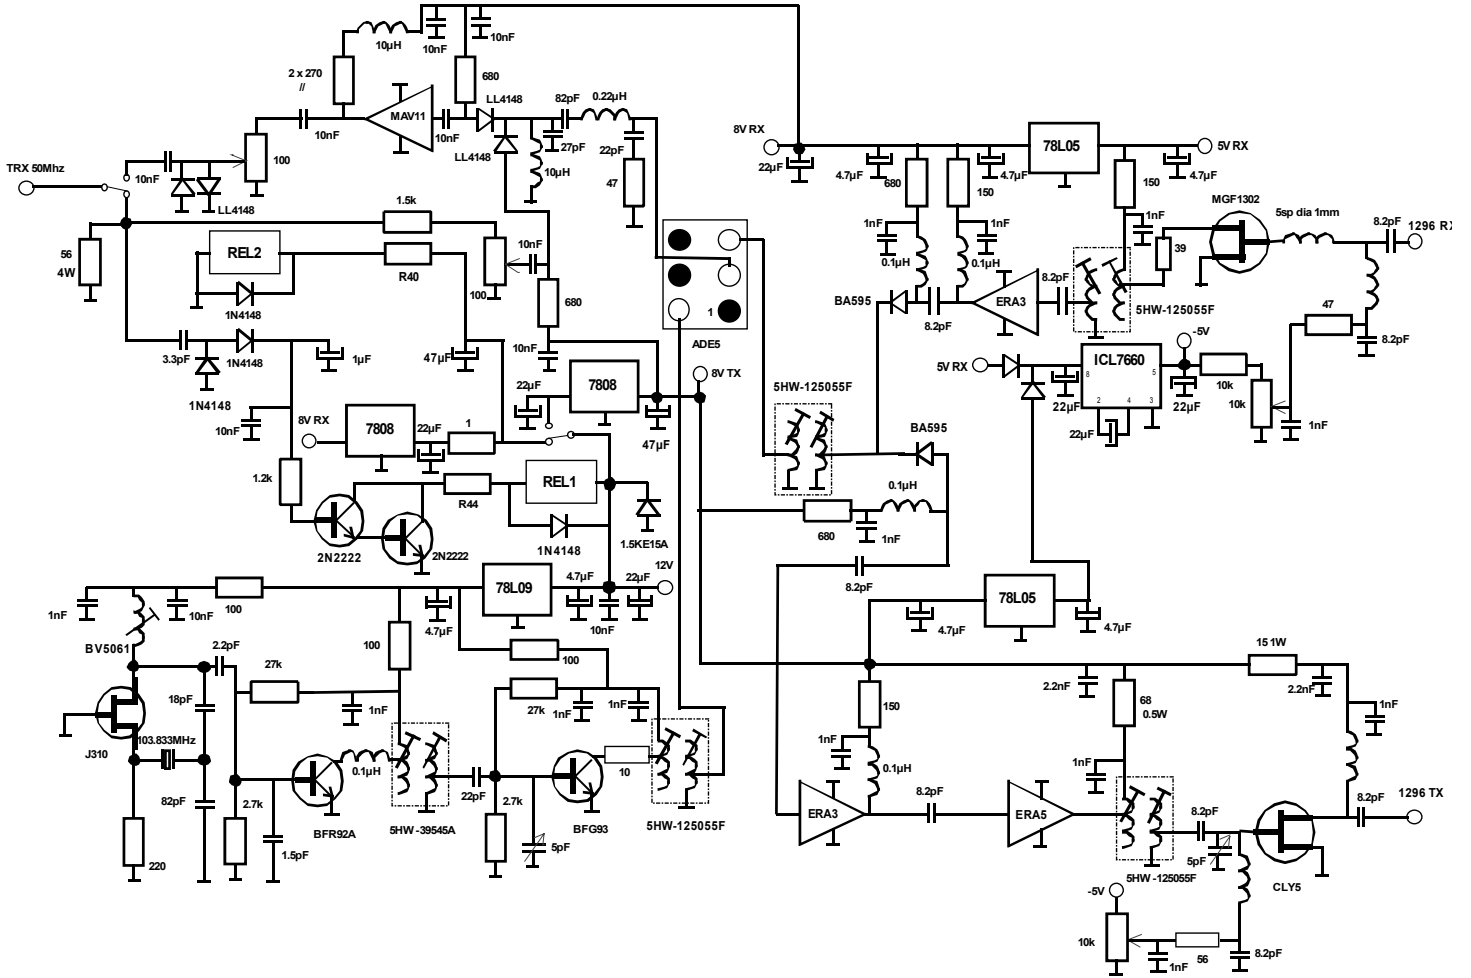 10µH
10nF
10nF
2 x 270
//
680
MAV11
10nF
10nF
LL4148
82pF
0.22µH
27pF
22pF
LL4148
10µH
47
TRX 50Mhz
10nF
100
LL4148
8V RX
22µF
4.7µF
680
4.7µF
150
78L05
5V RX
4.7µF
150
1nF
1nF
1nF
MGF1302
5sp dia 1mm
8.2pF
1296 R
39
56
4W
1.5k
REL2
R40
1N4148
100
10nF
680
1
ADE5
0.1µH
0.1µH
8.2pF
BA595
8.2pF
ERA3
5HW-125055F
47
8.2pF
3.3pF
1N4148
1µF
47µF
10nF
1N4148
10nF
8V RX
7808
22µF
1
22µF
7808
47µF
8V TX
5HW-125055F
5V RX
22µF
ICL7660
8
5
2
4
3
22µF
-5V
22µF
10k
10k
1nF
BA595
1.2k
R44
REL1
2N2222
2N2222
1N4148
1.5KE15A
0.1µH
680
1nF
8.2pF
1nF
10nF
100
78L09
4.7µF
4.7µF
22µF
10nF
12V
78L05
4.7µF
4.7µF
BV5061
2.2pF
27k
100
100
18pF
1nF
27k
1nF
1nF
J310
103.833MHz
0.1µH
82pF
2.7k
220
1.5pF
BFR92A
5HW-39545A
22pF
2.7k
10
BFG93
5pF
5HW-125055F
150
1nF
0.1µH
ERA3
8.2pF
ERA5
2.2nF
68
0.5W
1nF
15 1W
2.2nF
1nF
8.2pF
5pF
5HW-125055F
CLY5
8.2pF
1296 TX
-5V
10k
1nF
56
8.2pF